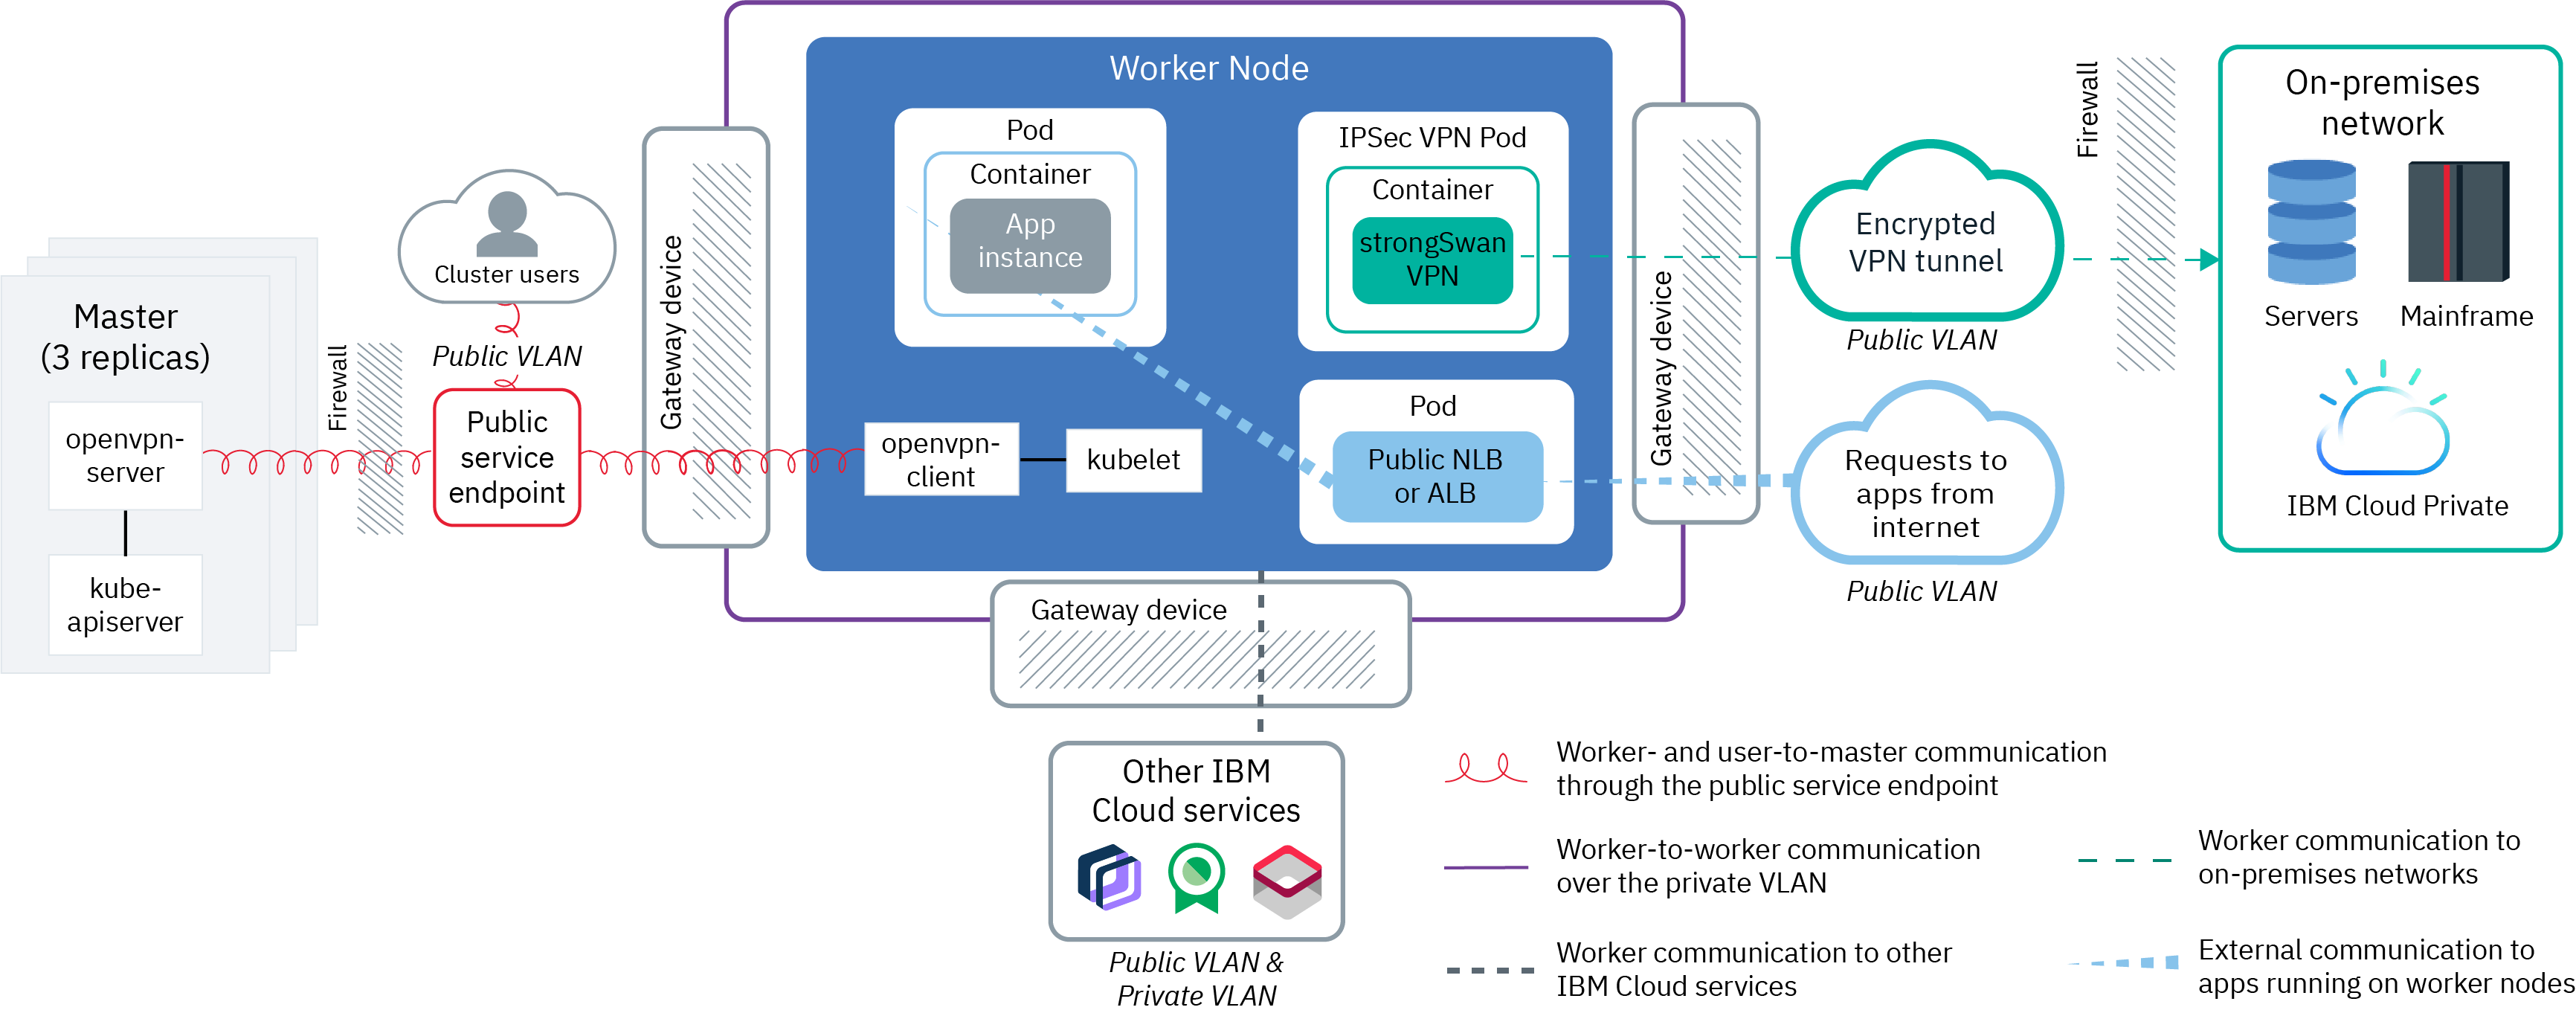 Master
(3 replicas)
openvpn-
server
kube-
apiserver
Firewall
Cluster users
Public VLAN
Public
service
endpoint
Gateway device
Worker Node
Pod
Container
App
instance
openvpn-
client
kubelet
IPSec VPN Pod
Container
strongSwan
VPN
Pod
Public NLB
or ALB
Gateway device
Gateway device
Other IBM
Cloud services
Public VLAN &
Private VLAN
Encrypted
VPN tunnel
Public VLAN
Requests to
apps from
internet
Public VLAN
Firewall
On-premises
network
Servers
Mainframe
IBM Cloud Private
Worker- and user-to-master communication
through the public service endpoint
Worker-to-worker communication
over the private VLAN
Worker communication to other
IBM Cloud services
Worker communication to
on-premises networks
External communication to
apps running on worker nodes